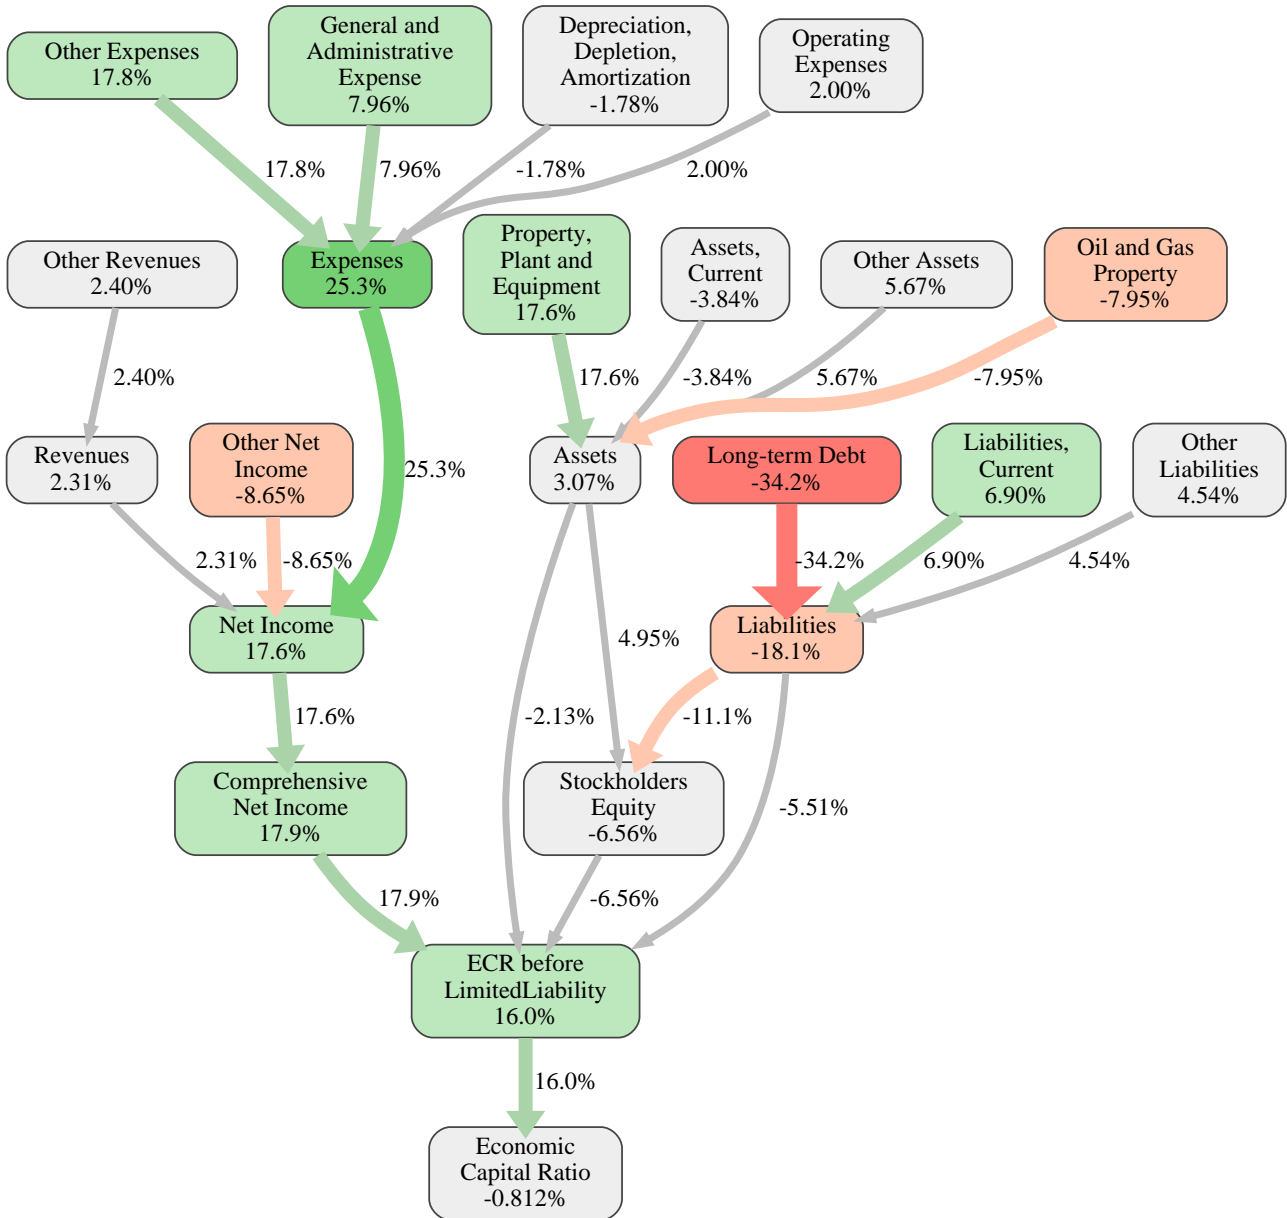 Other Expenses
17.8%
General and
Administrative
Expense
7.96%
Depreciation,
Depletion,
Amortization
-1.78%
Operating
Expenses
2.00%
17.8%
7.96%
-1.78%
2.00%
Other Revenues
2.40%
Expenses
25.3%
Property,
Plant and
Equipment
17.6%
Assets,
Current
-3.84%
Other Assets
5.67%
Oil and Gas
Property
-7.95%
2.40%
17.6%
-3.84%
5.67%
-7.95%
Revenues
2.31%
Other Net
Income
-8.65%
25.3%
Assets
3.07%
Long-term Debt
-34.2%
Liabilities,
Current
6.90%
Other
Liabilities
4.54%
2.31%
-8.65%
-34.2%
6.90%
4.54%
Net Income
17.6%
4.95%
Liabilities
-18.1%
17.6%
-2.13%
-11.1%
Comprehensive
Net Income
17.9%
Stockholders
Equity
-6.56%
-5.51%
17.9%
-6.56%
ECR before
LimitedLiability
16.0%
16.0%
Economic
Capital Ratio
-0.812%